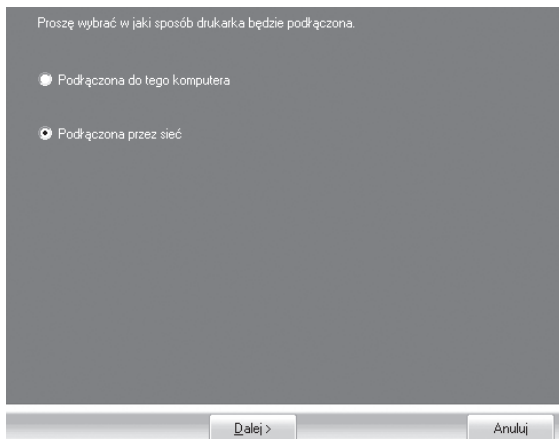 Proszę wybrać w jaki sposób drukarka będzie podłączona.
Podłączona do tego komputera
Podłączona przez sieć
Dalej >
Anuluj